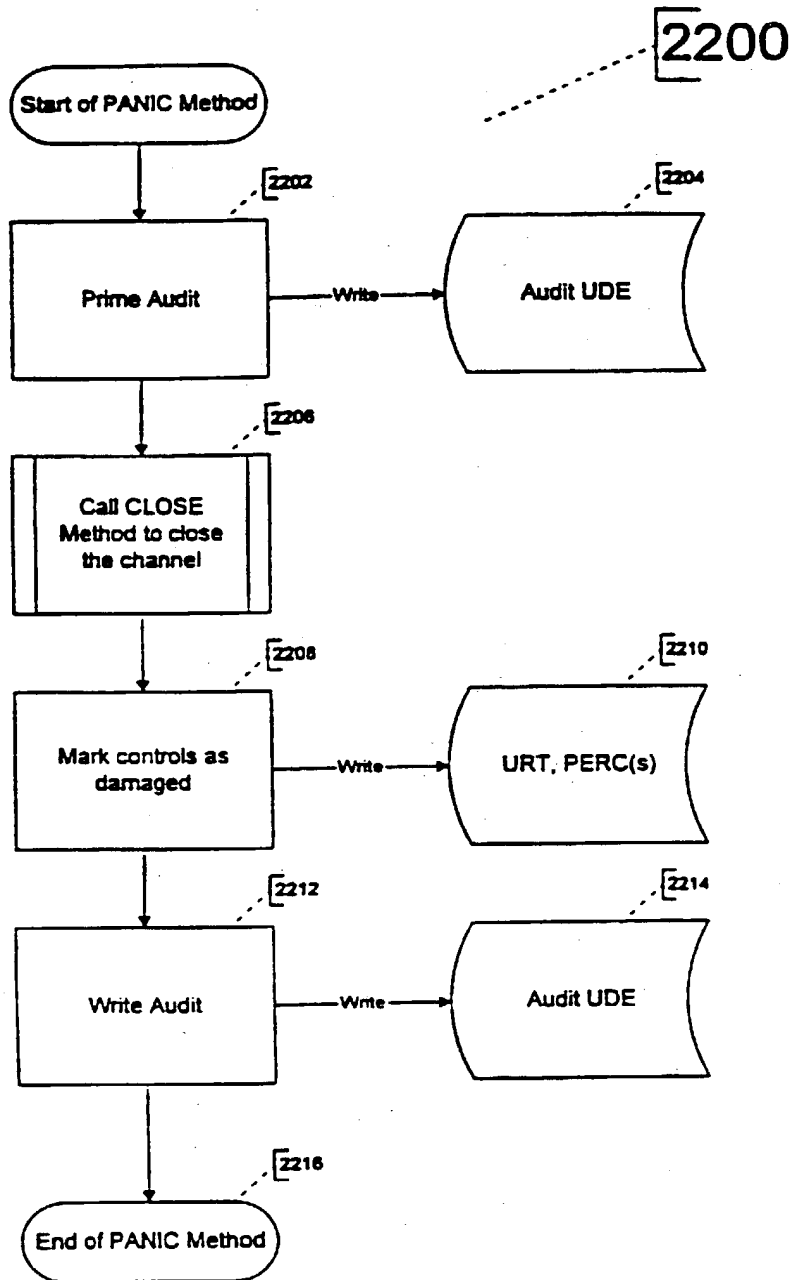 2200
Start of PANIC Method
2202
2204
Prime Audit
Write
Audit UDE
2206
Call CLOSE
Method to close
the channel
2208
2210
Mark controls as
damaged
Write
URT, PERC(s)
2212
2214
Write Audit
Write
Audit UDE
2216
End of PANIC Method